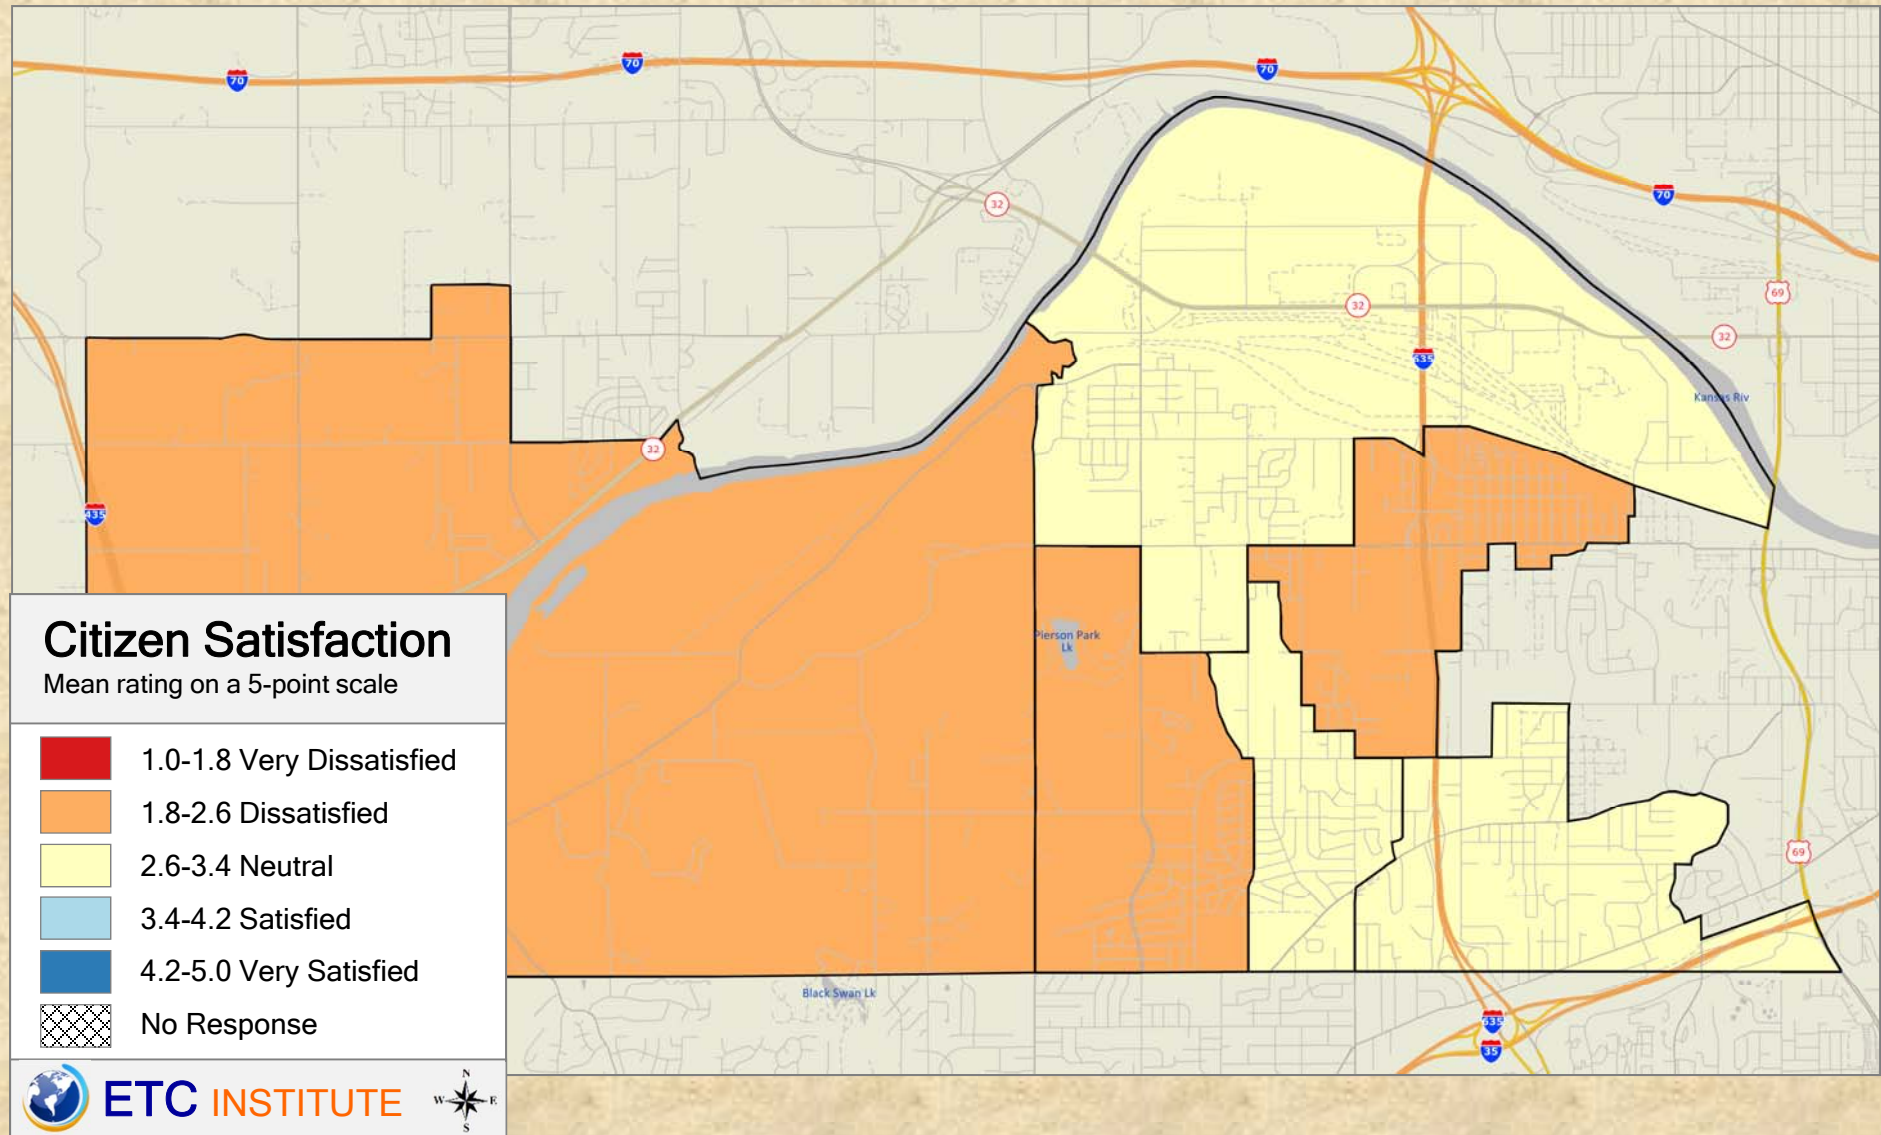 70
70
70
70
32
69
32
635
32
Kansas Riv
32
435
Pierson Park
Lk
69
Black Swan Lk
635
35
Citizen Satisfaction
Mean rating on a 5-point scale
1.0-1.8 Very Dissatisfied
1.8-2.6 Dissatisfied
2.6-3.4 Neutral
3.4-4.2 Satisfied
4.2-5.0 Very Satisfied
No Response
ETC INSTITUTE
N
W E
S